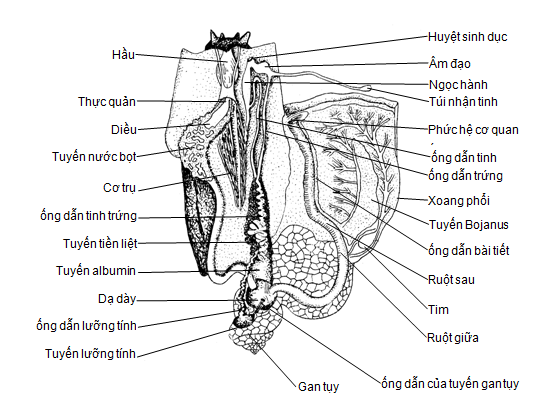 Hầu
Thực quản
Diều
Tuyến nước bọt
Cơ trụ
ống dẫn tinh trứng
Tuyến tiền liệt
Tuyến albumin
Dạ dày
ống dẫn lưỡng tính
Tuyến lưỡng tính
Huyệt sinh dục
Âm đạo
Ngọc hành
Túi nhận tinh
Phức hệ cơ quan
ống dẫn tinh
ống dẫn trứng
Xoang phổi
Tuyến Bojanus
ống dẫn bài tiết
Ruột sau
Tim
Ruột giữa
ống dẫn của tuyến gan tụy
Gan tụy